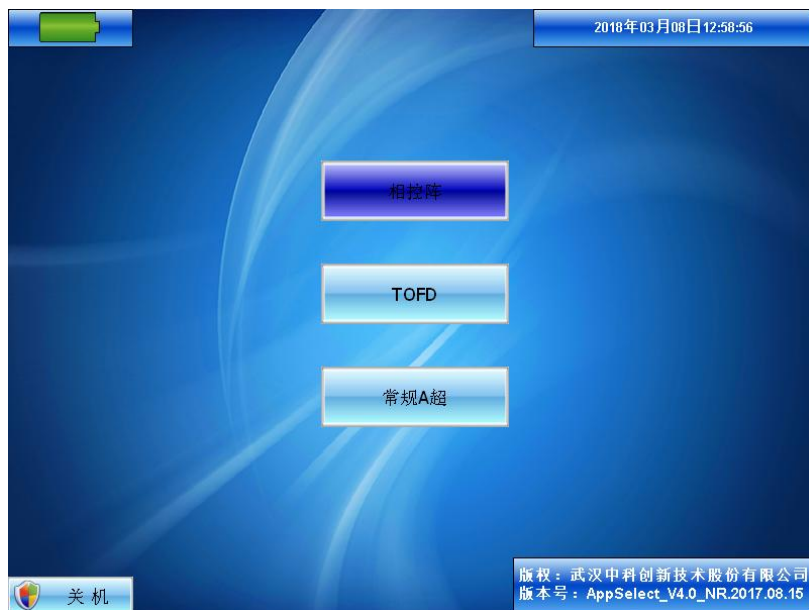 2018年03月08日12:58:56
相控阵
TOFD
常规A超
关机
版权：武汉中科创新技术股份有限公司
版本号：AppSelect_V4.0_NR.2017.08.15